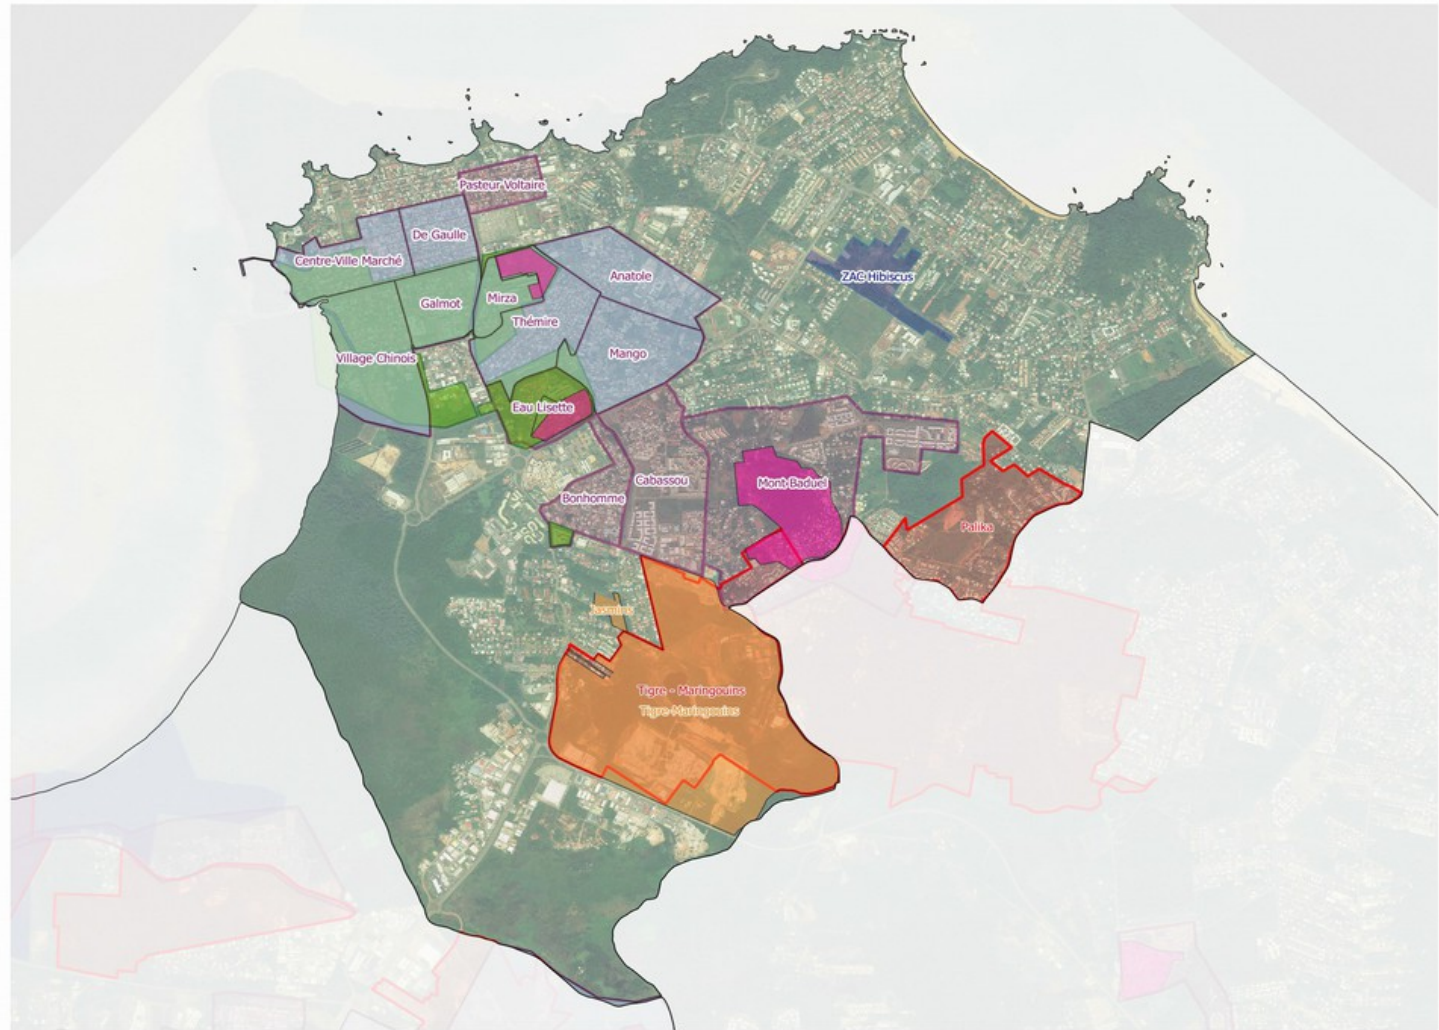 Pasteur Voltaire
De Gaulle
Centre-Ville Marché
Anatole
ZAC Hibiscus
Mirza
Galmot
Thémire
Mango
Village Chinois
Eau Lisette
Cabassou
Mont Baduel
Bonhomme
Palika
Jasmins
Tigre - Maringouins
Tigre-Maringouins